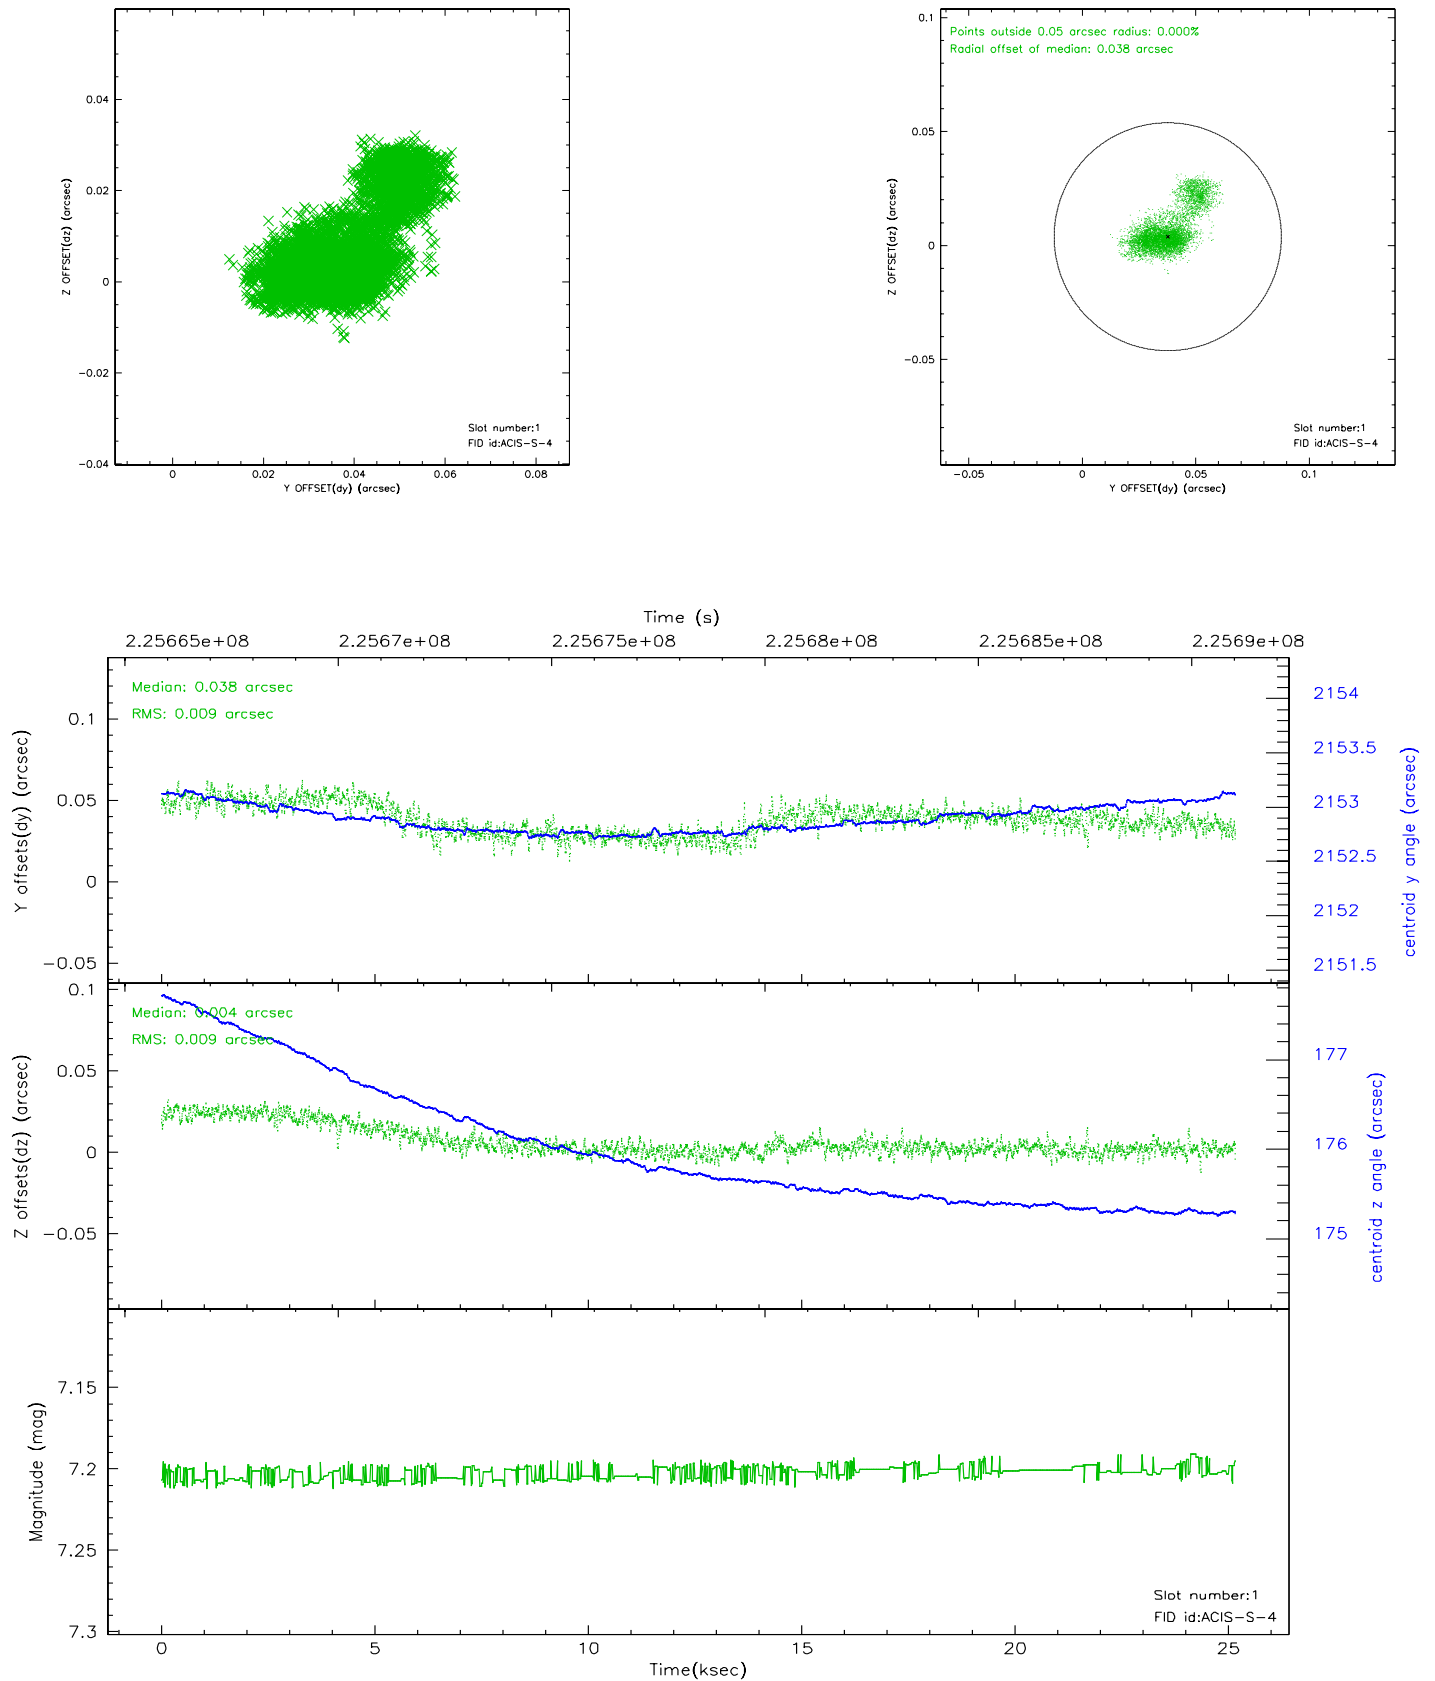 0.04
0.02
0
−0.02
−0.04
Z OFFSET(dz) (arcsec)
Slot number:1
FID id:ACIS−S−4
0
0.02
0.04
0.06
0.08
Y OFFSET(dy) (arcsec)
Points outside 0.05 arcsec radius: 0.000%
Radial offset of median: 0.038 arcsec
0.1
0.05
0
−0.05
Z OFFSET(dz) (arcsec)
Slot number:1
FID id:ACIS−S−4
−0.05
0
0.05
0.1
Y OFFSET(dy) (arcsec)
Time (s)
2.25665e+08
2.2567e+08
2.25675e+08
2.2568e+08
2.25685e+08
2.2569e+08
Median: 0.038 arcsec
RMS: 0.009 arcsec
0.1
0.05
0
−0.05
Y offsets(dy) (arcsec)
2154
2153.5
2153
2152.5
2152
2151.5
centroid y angle (arcsec)
Median: 0.004 arcsec
RMS: 0.009 arcsec
0.1
0.05
0
−0.05
Z offsets(dz) (arcsec)
177
176
175
centroid z angle (arcsec)
7.15
7.2
7.25
7.3
Magnitude (mag)
Slot number:1
FID id:ACIS−S−4
0
5
10
15
20
25
Time(ksec)